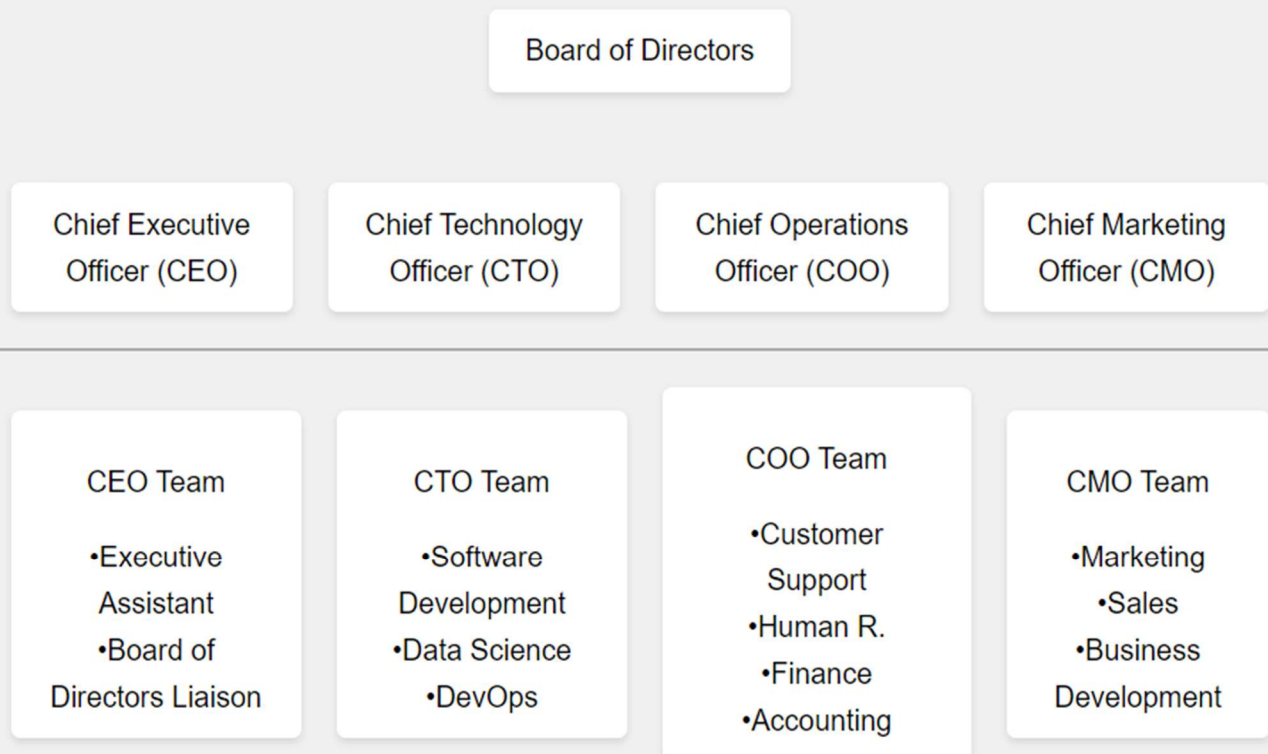 Board of Directors
Chief Executive
Officer (CEO)
Chief Technology
Officer (CTO)
Chief Operations
Officer (COO)
Chief Marketing
Officer (CMO)
CEO Team
•Executive
Assistant
•Board of
Directors Liaison
CTO Team
•Software
Development
•Data Science
•DevOps
COO Team
•Customer
Support
•Human R.
•Finance
•Accounting
CMO Team
•Marketing
•Sales
•Business
Development